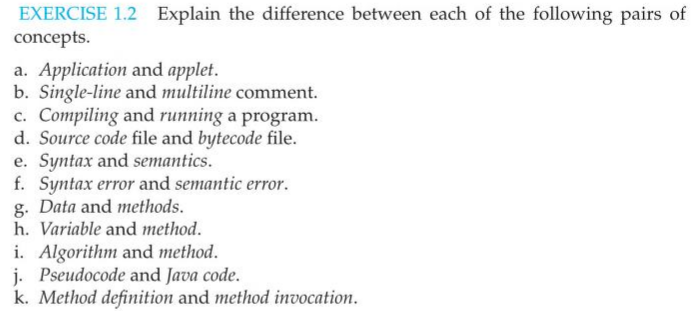 EXERCISE 1.2 Explain the difference between each of the following pairs of
concepts.
a. Application and applet.
b. Single-line and multiline comment.
c. Compiling and running a program.
d. Source code file and bytecode file.
e. Syntax and semantics.
f. Syntax error and semantic error.
g. Data and methods.
h. Variable and method.
i. Algorithm and method.
j. Pseudocode and Java code.
k. Method definition and method invocation.